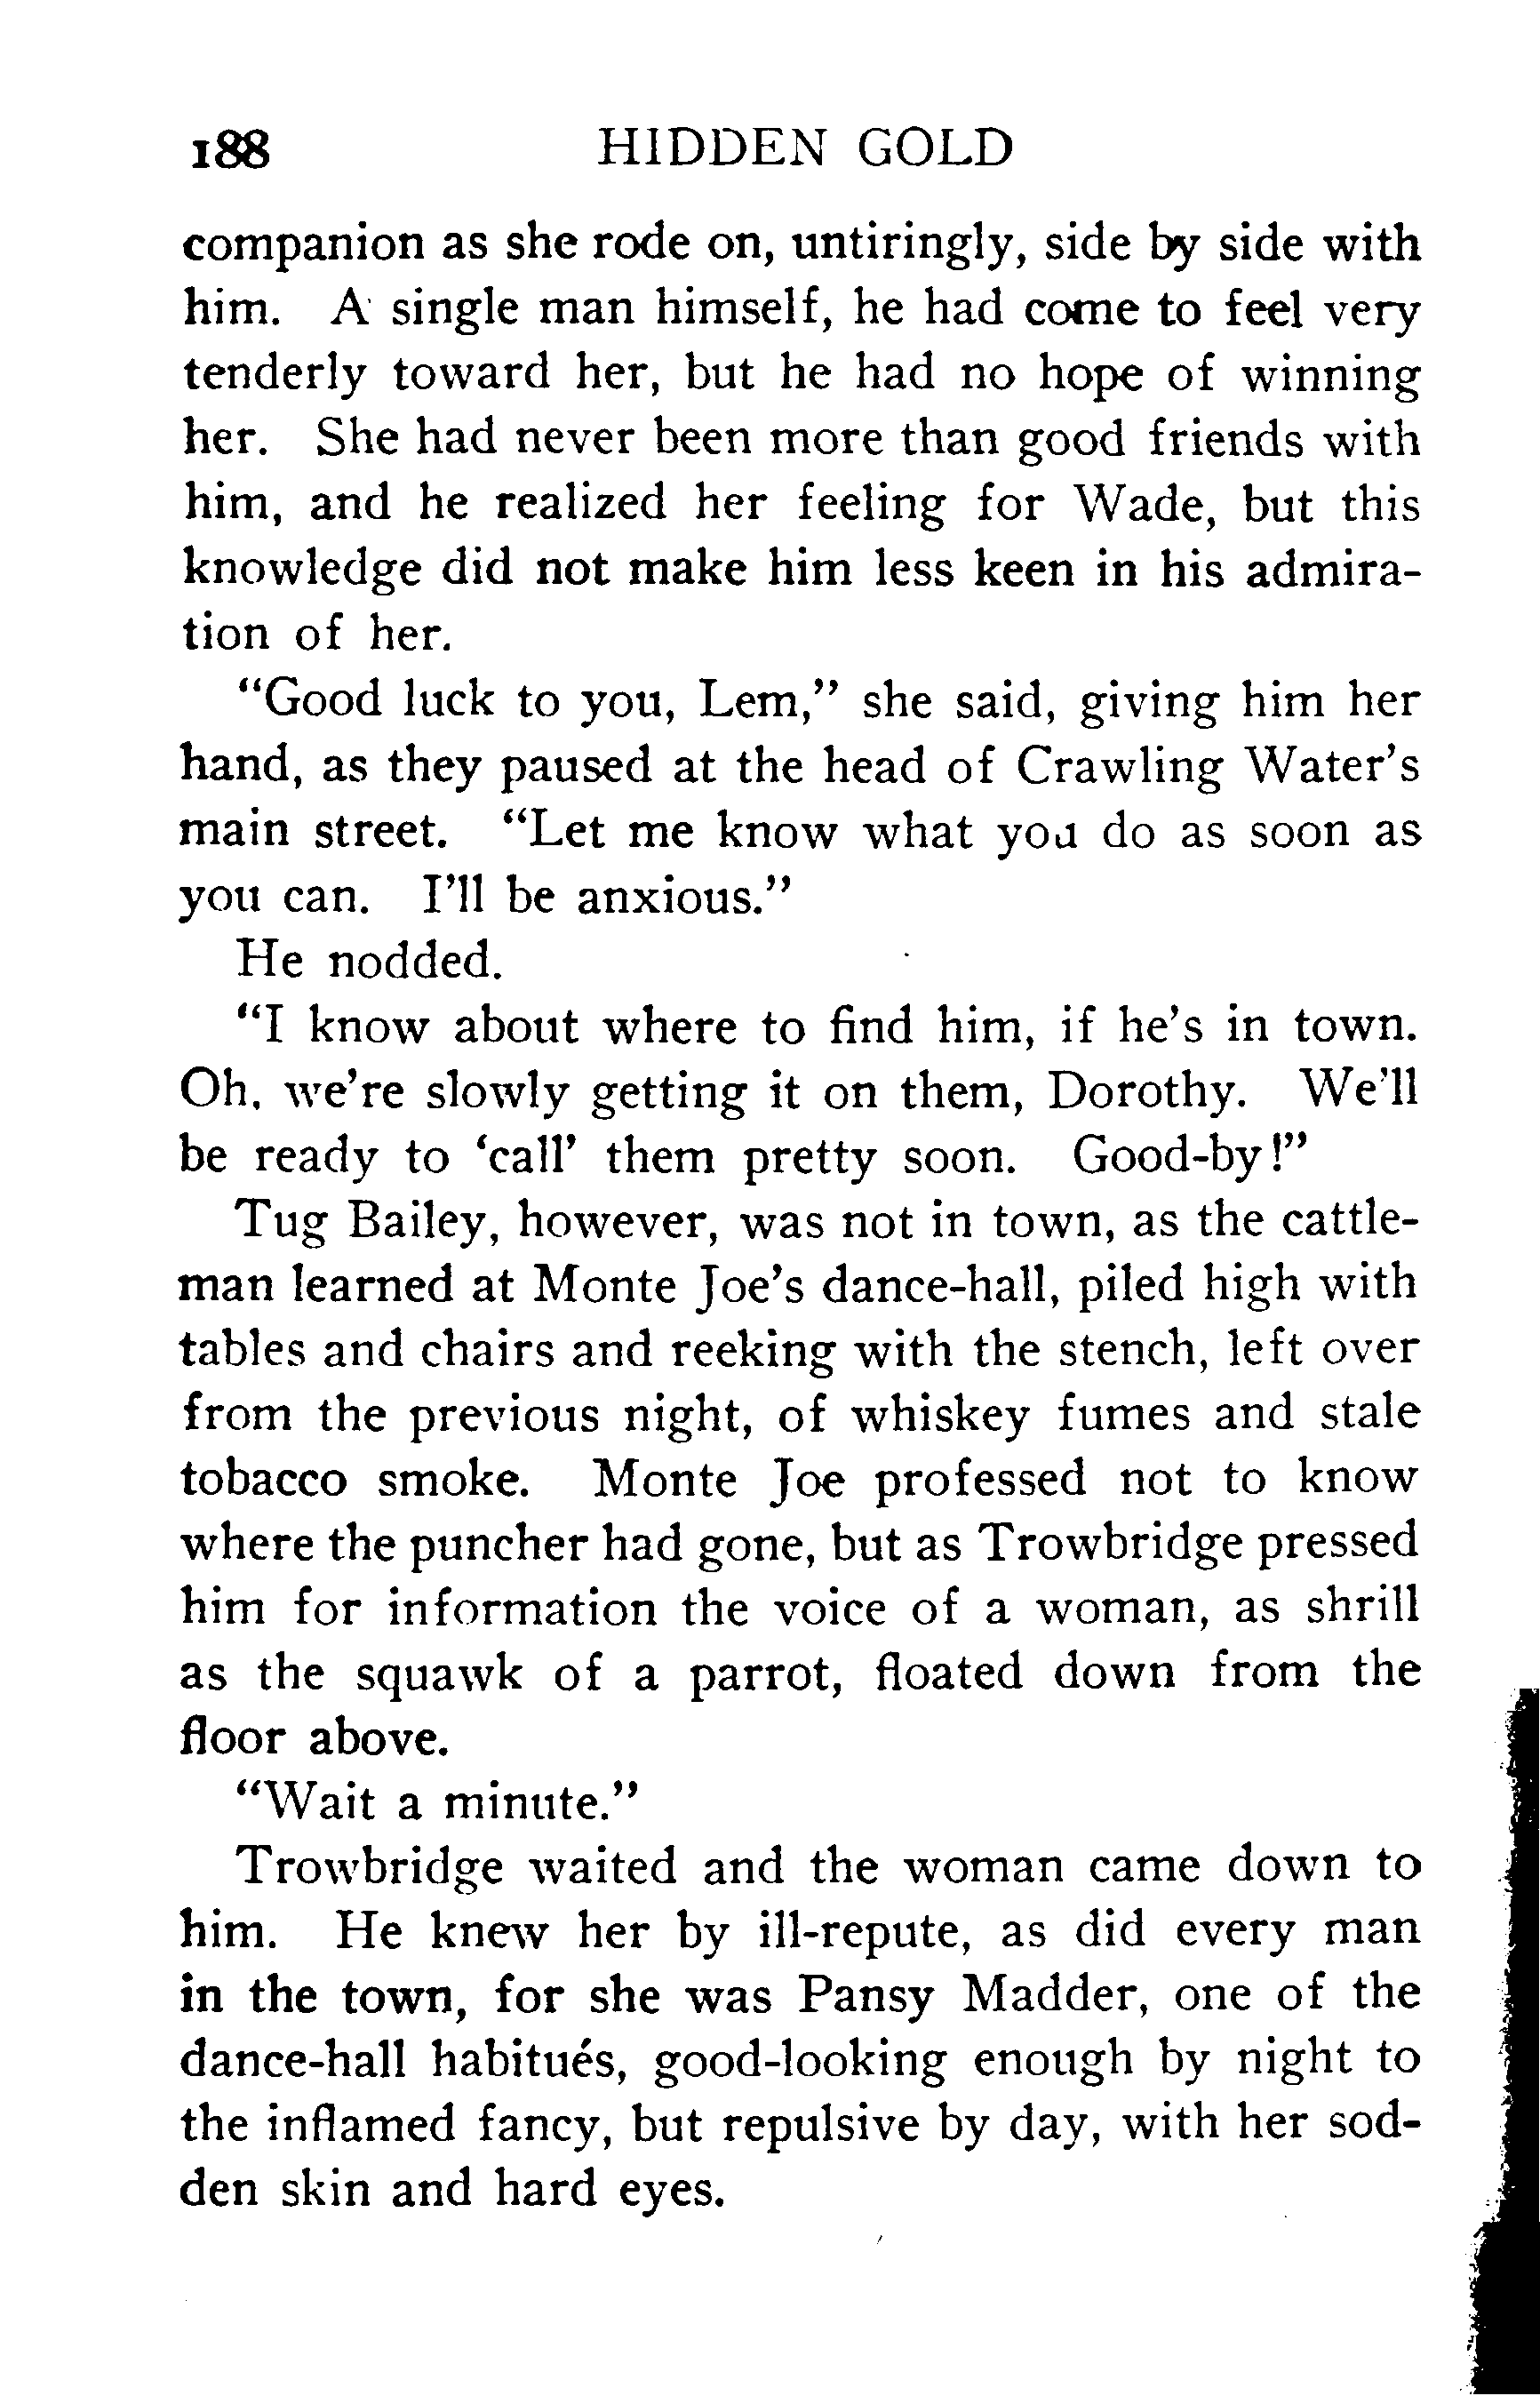 188 HIDDEN GOLD
companion as she rode on, untiringly, side by side with
him. A single man himself, he had come to feel very
tenderly toward her, but he had no hope of winning
her. She had never been more than good friends with
him, and he realized her feeling for Wade, but this
knowledge did not make him less keen in his admira-
tion of her.
“Good luck to you, Lem,” she said, giving him her
hand, as they paused at the head of Crawling Water’s
main street. “Let me know what you do as soon as
you can. I’ll be anxious.”
He nodded.
“I know about where to find him, if he’s in town.
Oh, we’re slowly getting it on them, Dorothy. We’ll
be ready to ‘call’ them pretty soon. Good-by!”
Tug Bailey, however, was not in town, as the cattle-
man learned at Monte Joe’s dance-hall, piled high with
tables and chairs and reeking with the stench, left over
from the previous night, of whiskey fumes and stale
tobacco smoke. Monte Joe professed not to know
where the puncher had gone, but as Trowbridge pressed
him for information the voice of a woman, as shrill
as the squawk of a parrot, floated down from the
floor above.
“Wait a minute.”
Trowbridge waited and the woman came down to
him. He knew her by ill-repute, as did every man
in the town, for she was Pansy Madder, one of the
dance-hall habitués, good-looking enough by night to
the inflamed fancy, but repulsive by day, with her sod-
den skin and hard eyes.